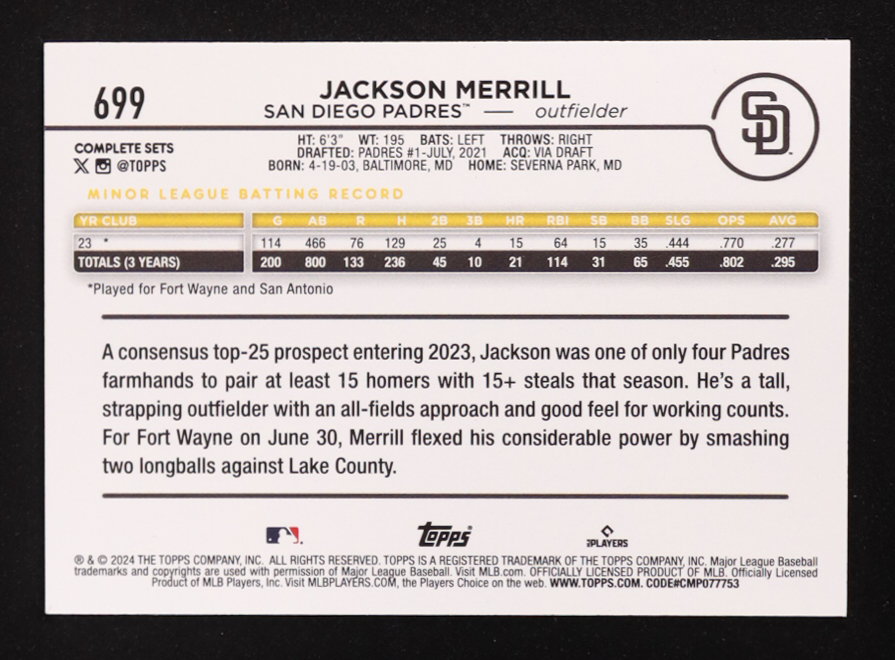 699
JACKSON MERRILL
SAN DIEGO PADRES™ — outfielder
SD
COMPLETE SETS
@TOPPS
HT: 6'3" WT: 195 BATS: LEFT THROWS: RIGHT
DRAFTED: PADRES #1-JULY, 2021 ACQ: VIA DRAFT
BORN: 4-19-03, BALTIMORE, MD HOME: SEVERNA PARK, MD
MINOR LEAGUE BATTING RECORD
YR CLUB G AB R H 2B 3B HR RBI SB BB SLG OPS AVG
23 * 114 466 76 129 25 4 15 64 15 35 .444 .770 .277
TOTALS (3 YEARS) 200 800 133 236 45 10 21 114 31 65 .455 .802 .295
*Played for Fort Wayne and San Antonio
A consensus top-25 prospect entering 2023, Jackson was one of only four Padres
farmhands to pair at least 15 homers with 15+ steals that season. He's a tall,
strapping outfielder with an all-fields approach and good feel for working counts.
For Fort Wayne on June 30, Merrill flexed his considerable power by smashing
two longballs against Lake County.
topps
PLAYERS
® & © 2024 THE TOPPS COMPANY, INC. ALL RIGHTS RESERVED. TOPPS IS A REGISTERED TRADEMARK OF THE TOPPS COMPANY, INC. Major League Baseball
trademarks and copyrights are used with permission of Major League Baseball. Visit MLB.com. OFFICIALLY LICENSED PRODUCT OF MLB. Officially Licensed
Product of MLB Players, Inc. Visit MLBPLAYERS.COM, the Players Choice on the web. WWW.TOPPS.COM. CODE#CMP077753